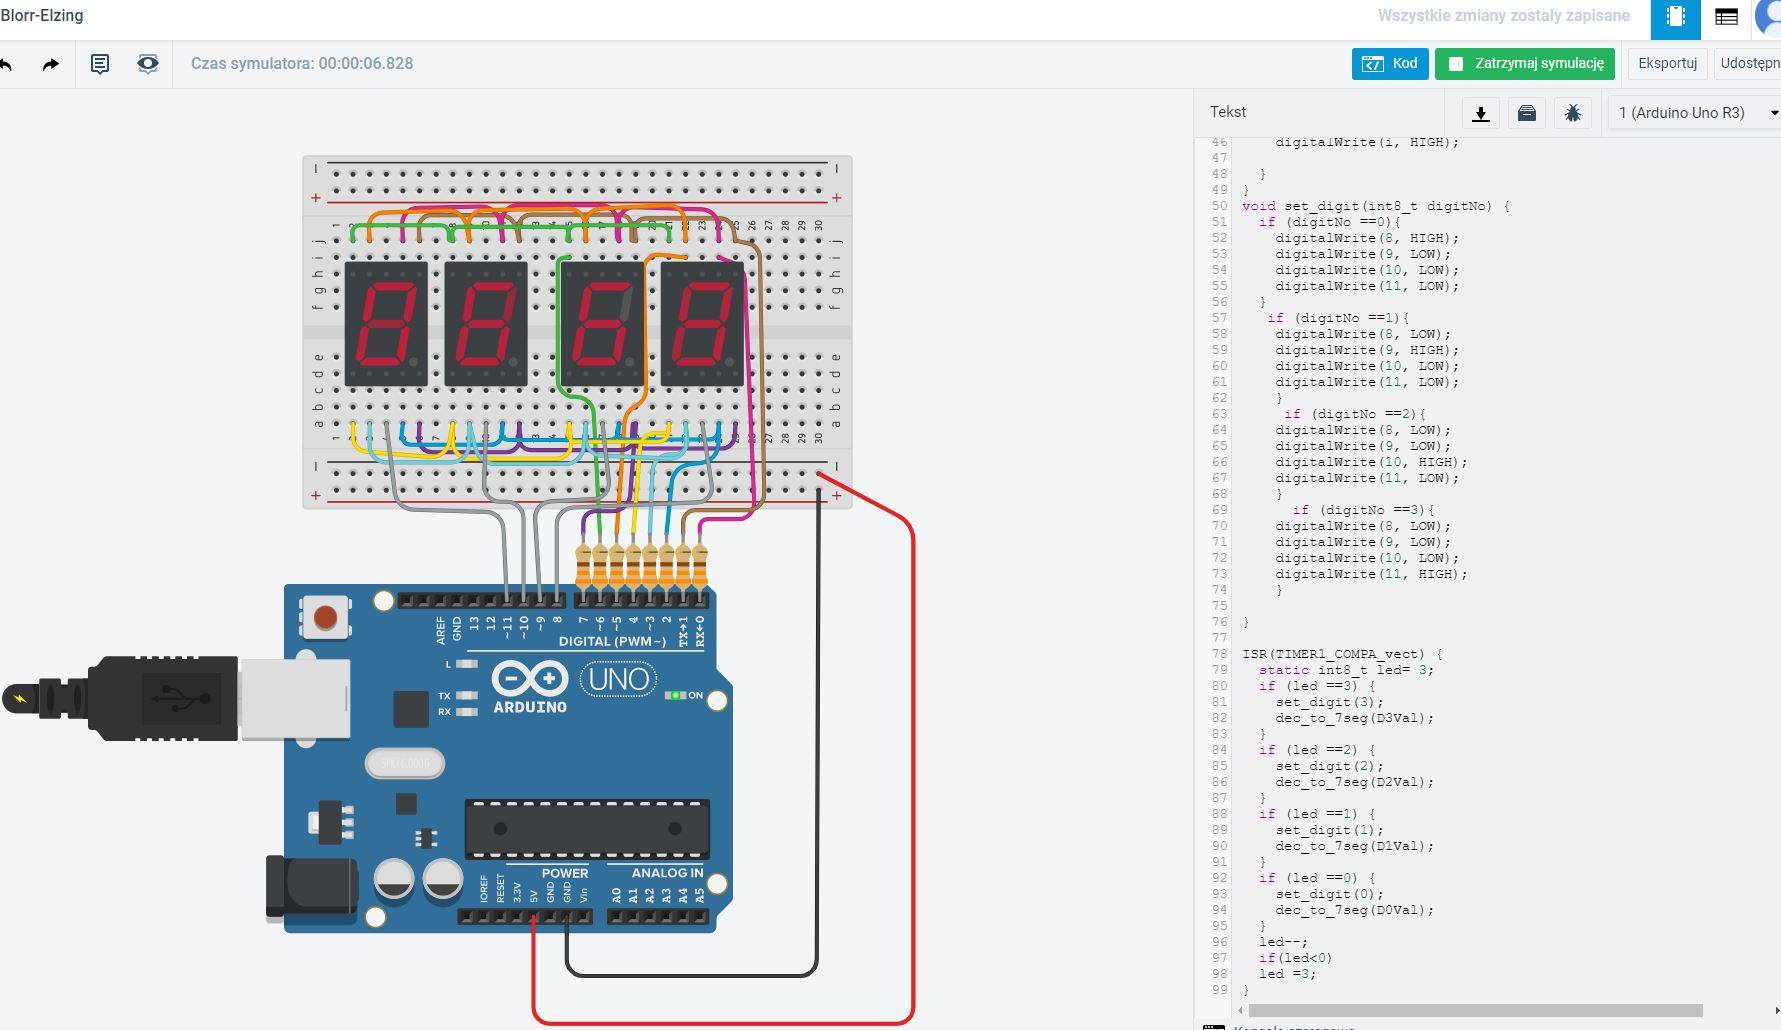 Blorr-Elzing
Wszystkie zmiany zostały zapisane
Czas symulatora: 00:00:06.828
Kod
Zatrzymaj symulację
Eksportuj
Udostępn
Tekst
1 (Arduino Uno R3)
46 digitalWrite(i, HIGH);
47
48 }
49 }
50 void set_digit(int8_t digitNo) {
51 if (digitNo ==0){
52 digitalWrite(8, HIGH);
53 digitalWrite(9, LOW);
54 digitalWrite(10, LOW);
55 digitalWrite(11, LOW);
56 }
57 if (digitNo ==1){
58 digitalWrite(8, LOW);
59 digitalWrite(9, HIGH);
60 digitalWrite(10, LOW);
61 digitalWrite(11, LOW);
62 }
63 if (digitNo ==2){
64 digitalWrite(8, LOW);
65 digitalWrite(9, LOW);
66 digitalWrite(10, HIGH);
67 digitalWrite(11, LOW);
68 }
69 if (digitNo ==3){
70 digitalWrite(8, LOW);
71 digitalWrite(9, LOW);
72 digitalWrite(10, LOW);
73 digitalWrite(11, HIGH);
74 }
75
76 }
77
78 ISR(TIMER1_COMPA_vect) {
79 static int8_t led= 3;
80 if (led ==3) {
81 set_digit(3);
82 dec_to_7seg(D3Val);
83 }
84 if (led ==2) {
85 set_digit(2);
86 dec_to_7seg(D2Val);
87 }
88 if (led ==1) {
89 set_digit(1);
90 dec_to_7seg(D1Val);
91 }
92 if (led ==0) {
93 set_digit(0);
94 dec_to_7seg(D0Val);
95 }
96 led--;
97 if(led<0)
98 led =3;
99 }
AREF
GND
13
12
~11
~10
~9
8
7
~6
~5
4
~3
2
TX→1
RX←0
DIGITAL (PWM~)
L
TX
RX
UNO
ARDUINO
ON
POWER
ANALOG IN
IOREF
RESET
3.3V
5V
GND
GND
Vin
A0
A1
A2
A3
A4
A5